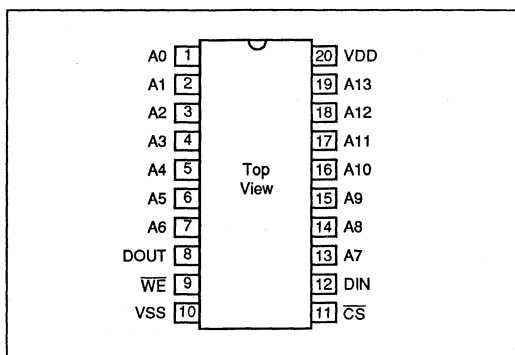 A0 1 20 VDD
A1 2 19 A13
A2 3 18 A12
A3 4 17 A11
A4 5 Top View 16 A10
A5 6 15 A9
A6 7 14 A8
DOUT 8 13 A7
W̅E̅ 9 12 DIN
VSS 10 11 C̅S̅